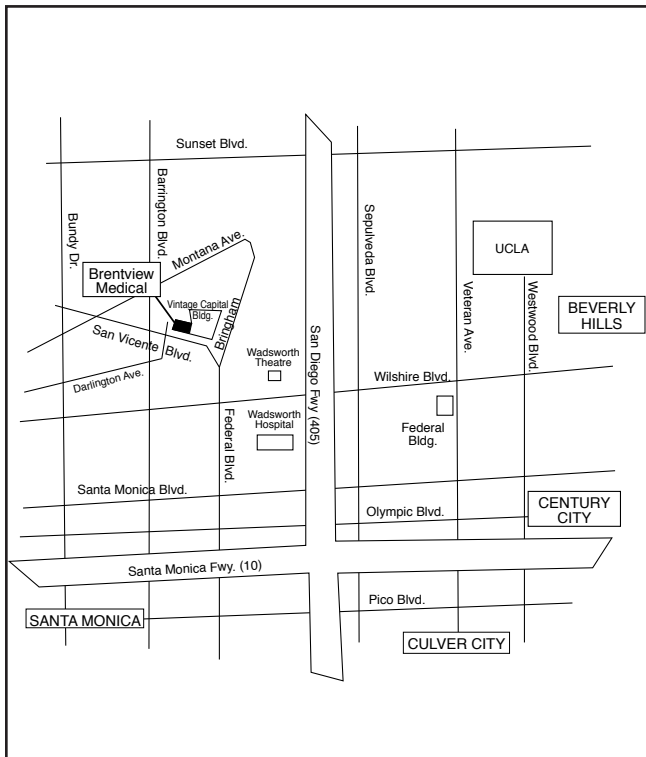 Sunset Blvd.
Bundy Dr.
Barrington Blvd.
Montana Ave.
Brentview
Medical
Vintage Capital
Bldg.
Bringham
San Vicente Blvd.
Darlington Ave.
Wadsworth
Theatre
San Diego Fwy (405)
Sepulveda Blvd.
Veteran Ave.
UCLA
Westwood Blvd.
BEVERLY
HILLS
Wilshire Blvd.
Federal Blvd.
Wadsworth
Hospital
Federal
Bldg.
Santa Monica Blvd.
Olympic Blvd.
CENTURY
CITY
Santa Monica Fwy. (10)
Pico Blvd.
SANTA MONICA
CULVER CITY